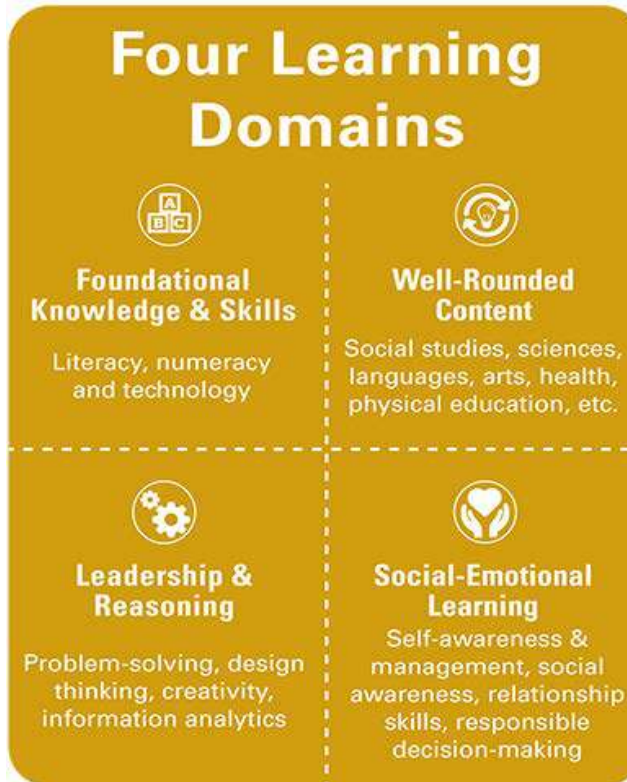 Four Learning
Domains
A
B C
Foundational
Knowledge & Skills
Literacy, numeracy
and technology
Well-Rounded
Content
Social studies, sciences,
languages, arts, health,
physical education, etc.
Leadership &
Reasoning
Problem-solving, design
thinking, creativity,
information analytics
Social-Emotional
Learning
Self-awareness &
management, social
awareness, relationship
skills, responsible
decision-making